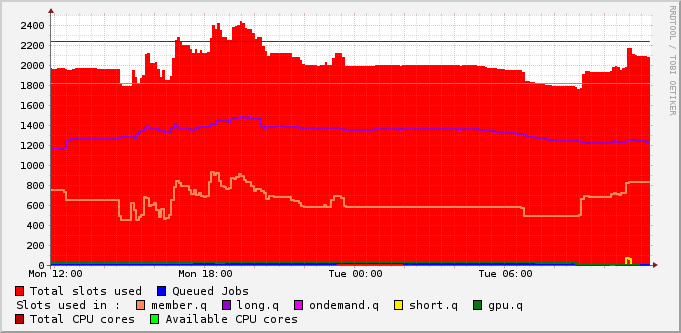 2400
2200
2000
1800
1600
1400
1200
1000
800
600
400
200
0
Mon 12:00 Mon 18:00 Tue 00:00 Tue 06:00
RRDTOOL / TOBI OETIKER
Total slots used Queued Jobs
Slots used in : member.q long.q ondemand.q short.q gpu.q
Total CPU cores Available CPU cores